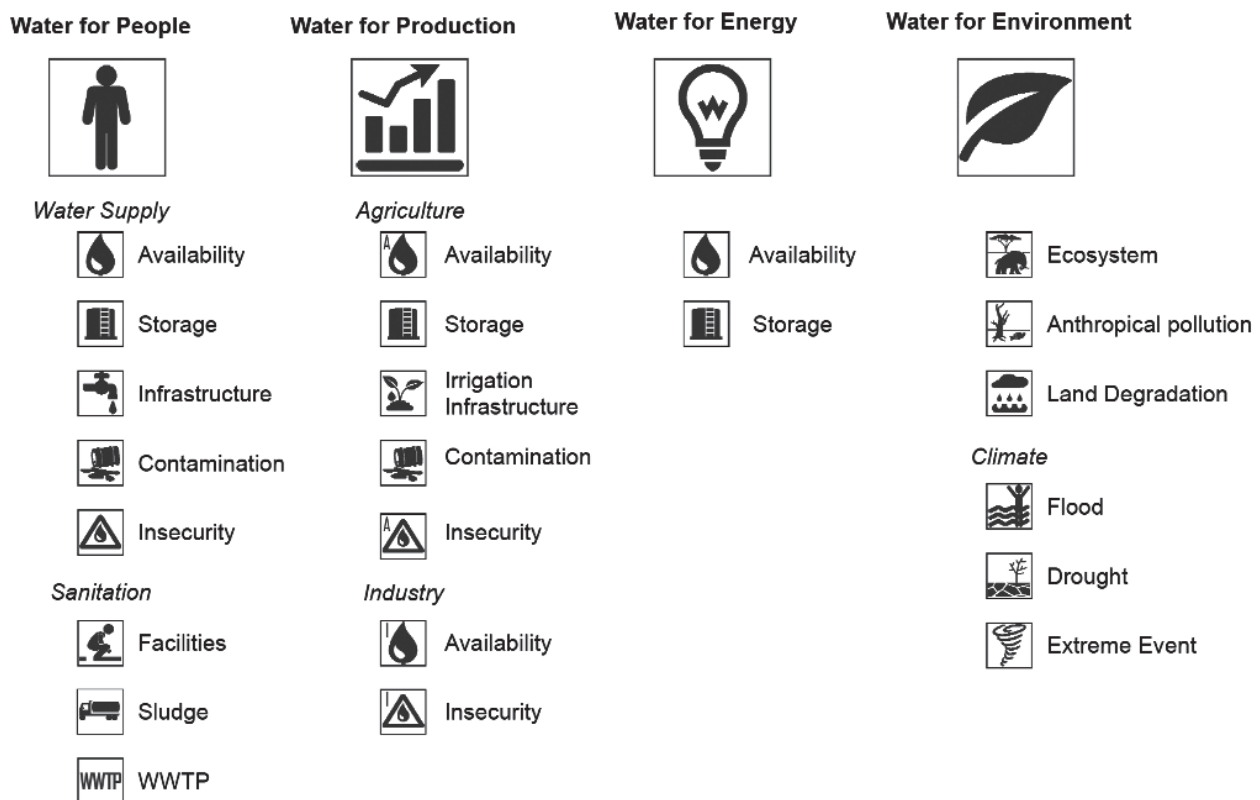 Water for People
Water for Production
Water for Energy
Water for Environment
W
Water Supply
Availability
Storage
Infrastructure
Contamination
Insecurity
Sanitation
Facilities
Sludge
WWTP WWTP
Agriculture
A
Availability
Storage
Irrigation
Infrastructure
Contamination
A
Insecurity
Industry
I
Availability
I
Insecurity
Availability
Storage
Ecosystem
Anthropical pollution
Land Degradation
Climate
Flood
Drought
Extreme Event